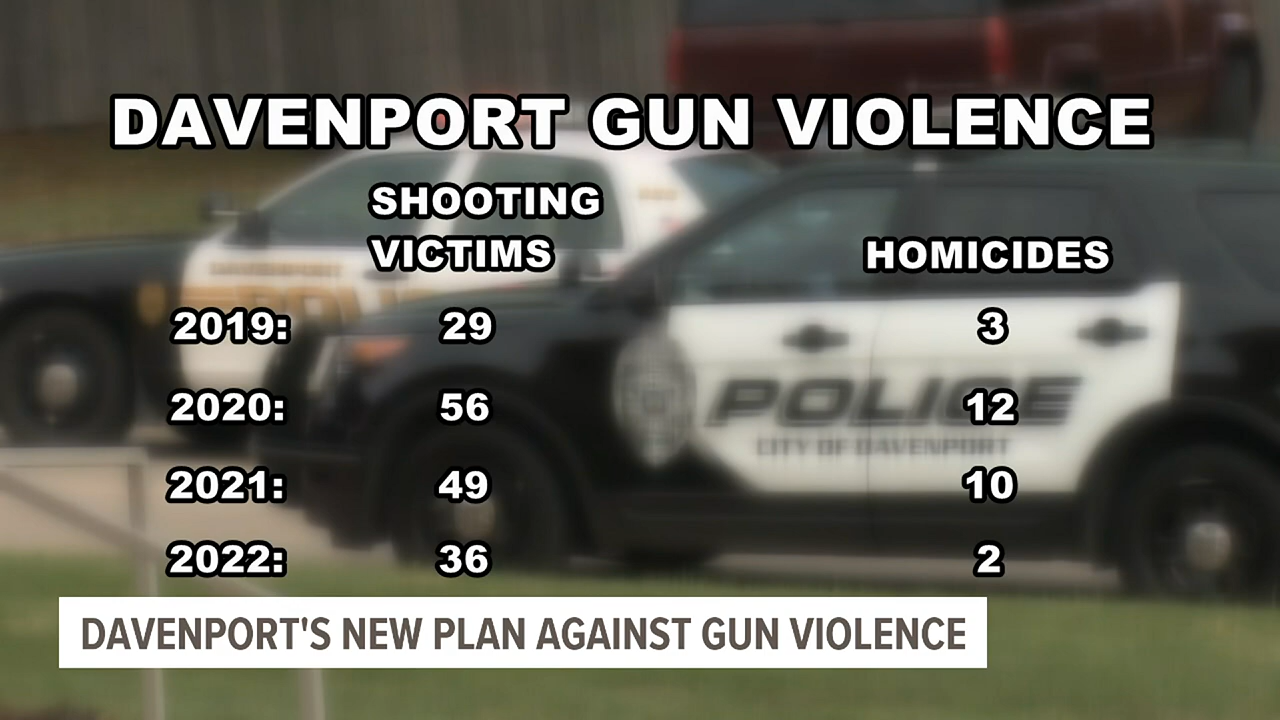 DAVENPORT GUN VIOLENCE
SHOOTING
VICTIMS
HOMICIDES
2019: 29 3
2020: 56 12
2021: 49 10
2022: 36 2
POLICE
CITY OF DAVENPORT
DAVENPORT'S NEW PLAN AGAINST GUN VIOLENCE